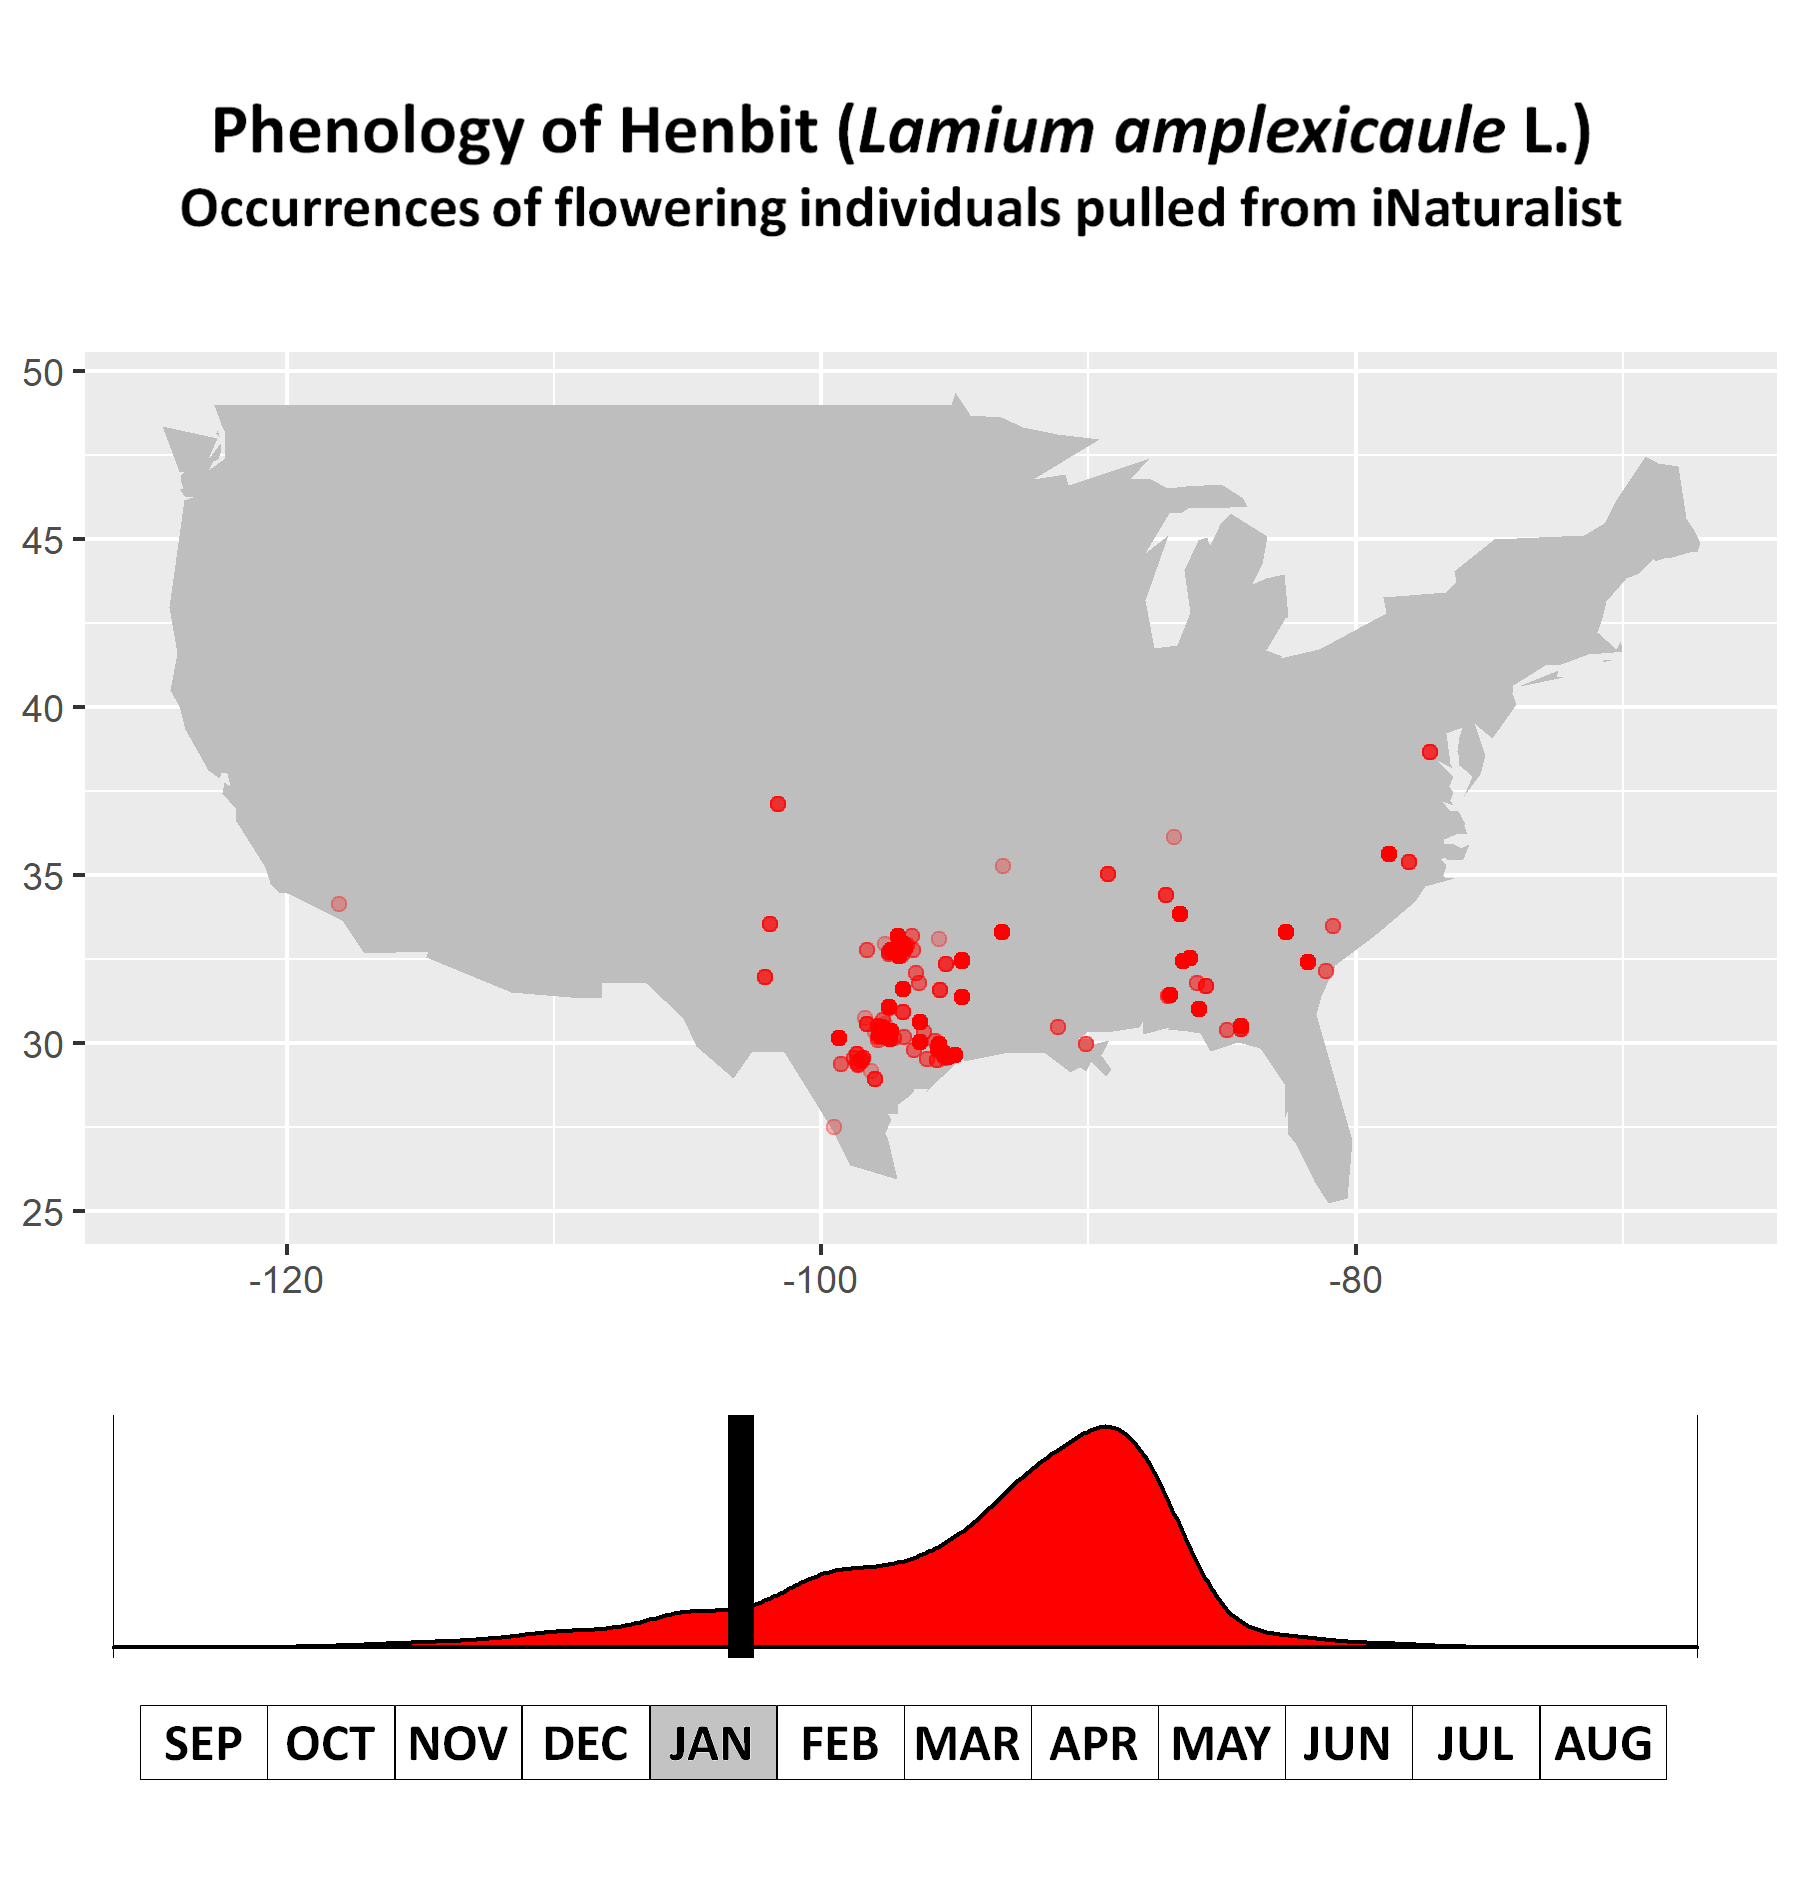 Phenology of Henbit (Lamium amplexicaule L.)
Occurrences of flowering individuals pulled from iNaturalist
50
45
40
35
30
25
-120 -100 -80
SEP OCT NOV DEC JAN FEB MAR APR MAY JUN JUL AUG